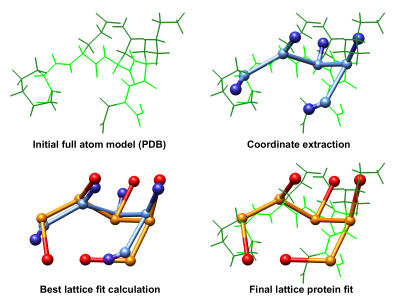 Initial full atom model (PDB)
Coordinate extraction
Best lattice fit calculation
Final lattice protein fit